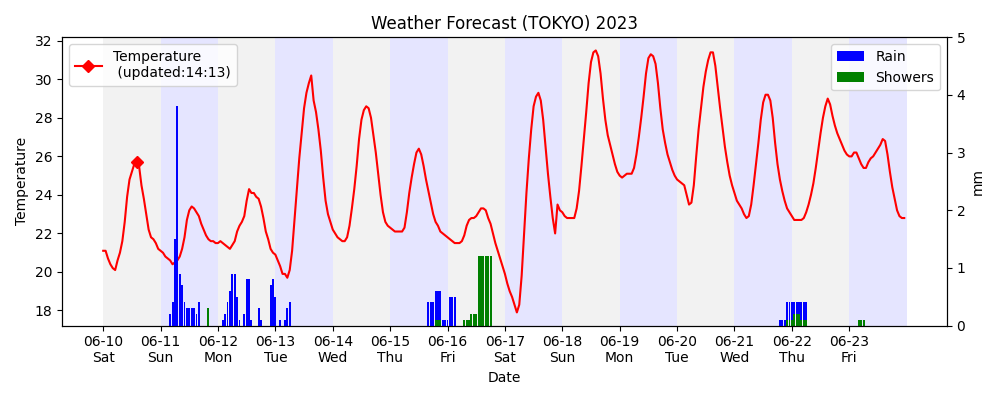 Weather Forecast (TOKYO) 2023
Temperature
(updated:14:13)
Rain
Showers
Temperature
32
30
28
26
24
22
20
18
5
4
3
2
1
0
mm
06-10 06-11 06-12 06-13 06-14 06-15 06-16 06-17 06-18 06-19 06-20 06-21 06-22 06-23
Sat Sun Mon Tue Wed Thu Fri Sat Sun Mon Tue Wed Thu Fri
Date